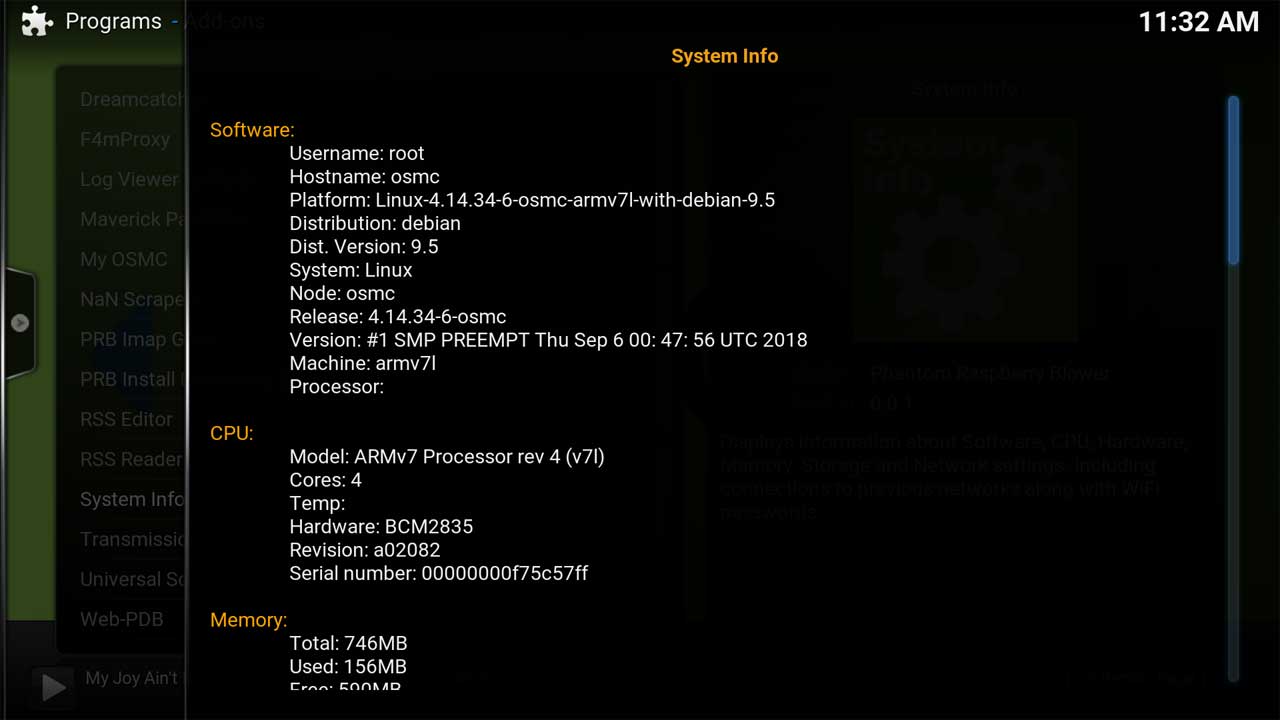 Programs - Add-ons
11:32 AM
System Info
Software:
Username: root
Hostname: osmc
Platform: Linux-4.14.34-6-osmc-armv7l-with-debian-9.5
Distribution: debian
Dist. Version: 9.5
System: Linux
Node: osmc
Release: 4.14.34-6-osmc
Version: #1 SMP PREEMPT Thu Sep 6 00: 47: 56 UTC 2018
Machine: armv7l
Processor:
CPU:
Model: ARMv7 Processor rev 4 (v7l)
Cores: 4
Temp:
Hardware: BCM2835
Revision: a02082
Serial number: 00000000f75c57ff
Memory:
Total: 746MB
Used: 156MB
Free: 590MB
Dreamcatch
F4mProxy
Log Viewer
Maverick Pa
My OSMC
NaN Scrape
PRB Imap G
PRB Install
RSS Editor
RSS Reader
System Info
Transmissio
Universal Sc
Web-PDB
My Joy Ain't
System Info
System
Info
Phantom Raspberry Blower
0.0.1
Displays information about Software, CPU, Hardware,
Memory, Storage and Network settings. Including
connections to previous networks along with WiFi